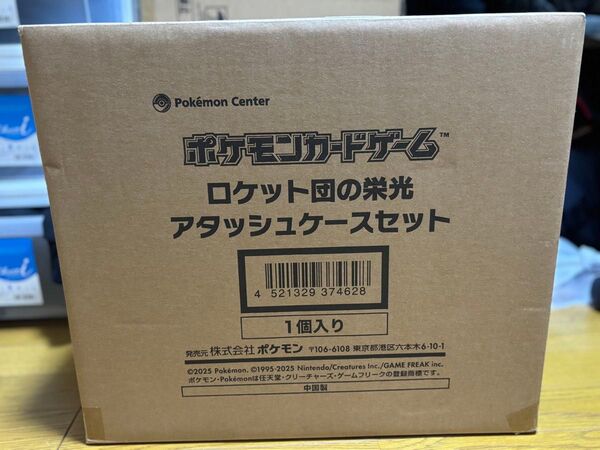 Pokémon Center
ポケモンカードゲーム™
ロケット団の栄光
アタッシュケースセット
4 521329 374628
1個入り
発売元 株式会社 ポケモン 〒106-6108 東京都港区六本木6-10-1
©2025 Pokémon. ©1995-2025 Nintendo/Creatures Inc./GAME FREAK inc.
ポケモン・Pokémonは任天堂・クリーチャーズ・ゲームフリークの登録商標です。
中国製